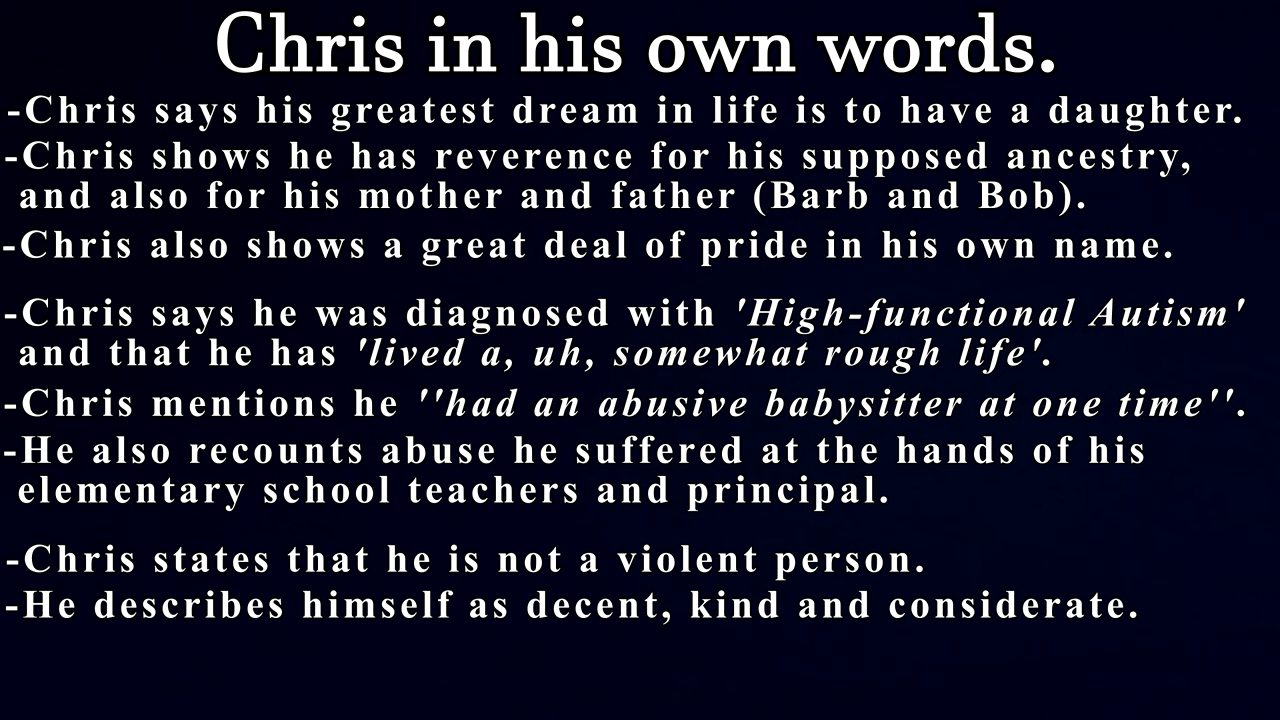 Chris in his own words.
-Chris says his greatest dream in life is to have a daughter.
-Chris shows he has reverence for his supposed ancestry,
and also for his mother and father (Barb and Bob).
-Chris also shows a great deal of pride in his own name.
-Chris says he was diagnosed with 'High-functional Autism'
and that he has 'lived a, uh, somewhat rough life'.
-Chris mentions he ''had an abusive babysitter at one time''.
-He also recounts abuse he suffered at the hands of his
elementary school teachers and principal.
-Chris states that he is not a violent person.
-He describes himself as decent, kind and considerate.